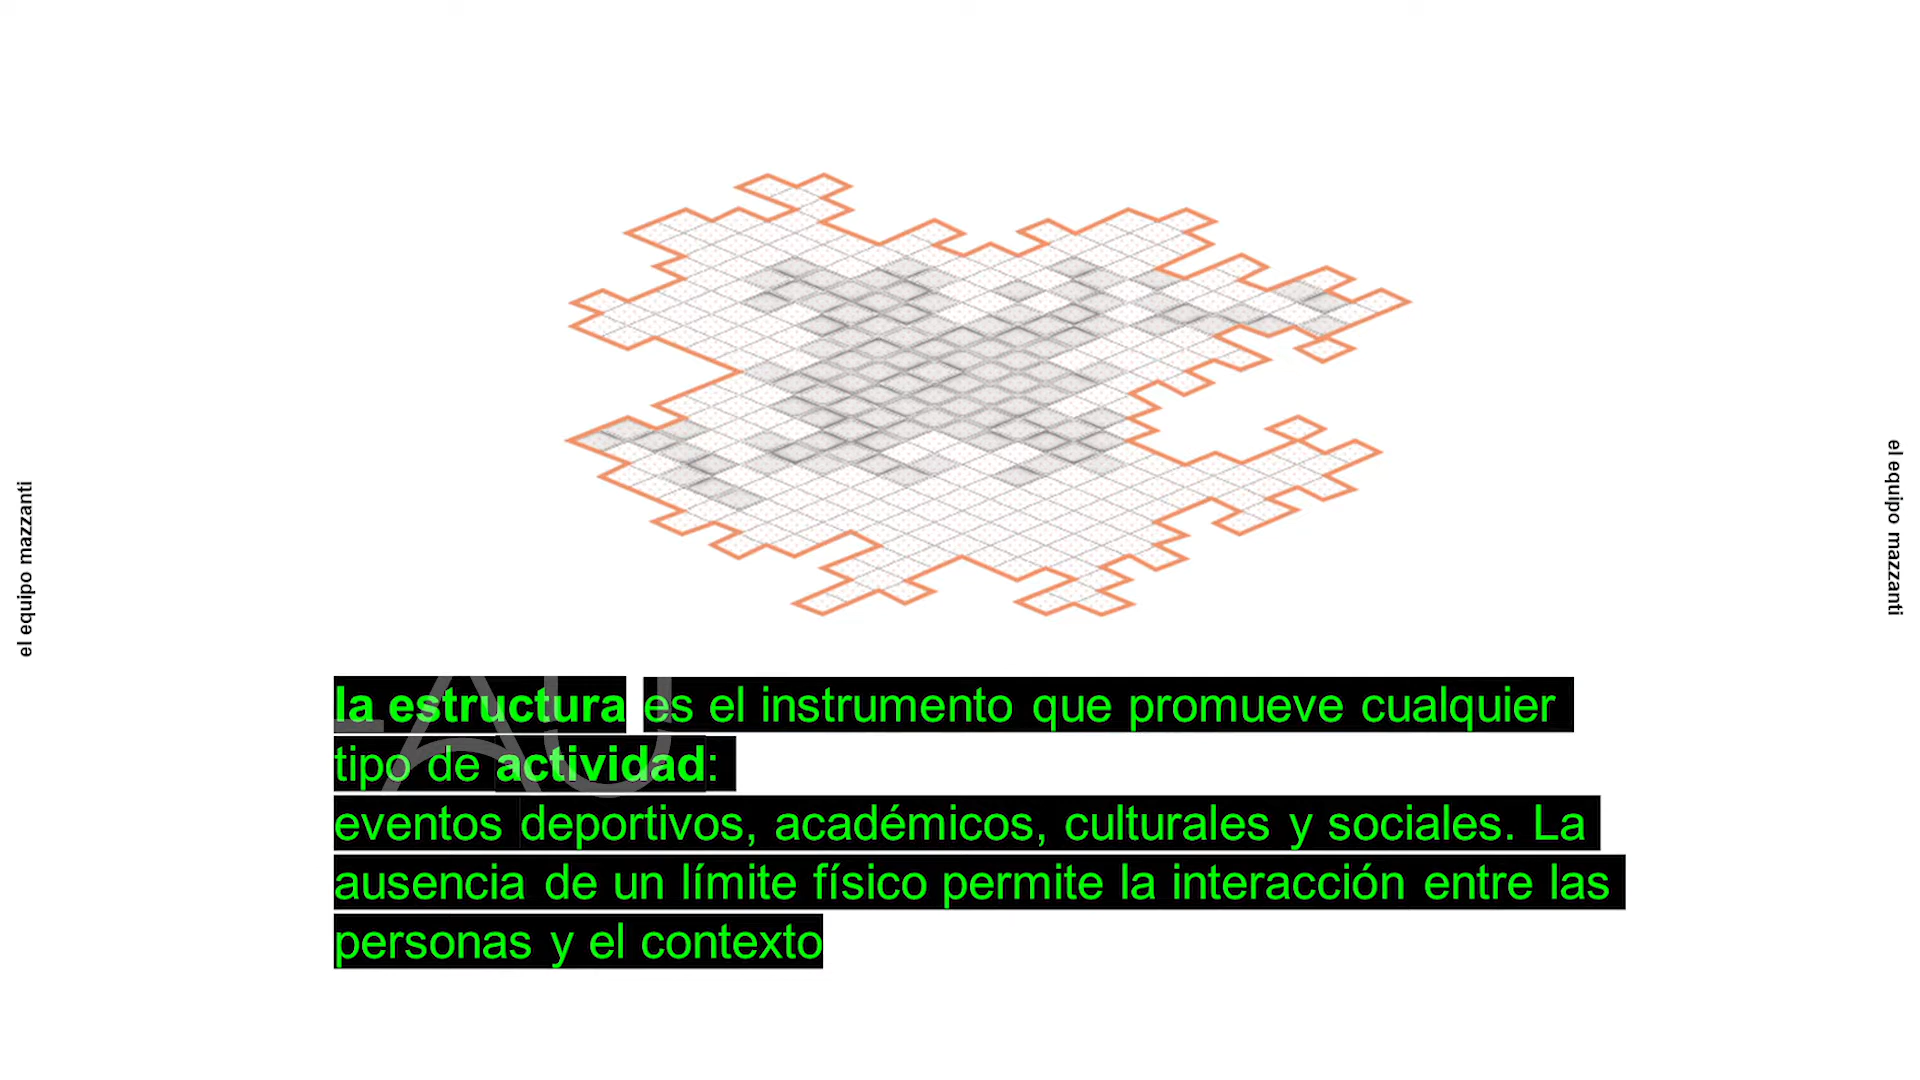 el equipo mazzanti
la estructura es el instrumento que promueve cualquier
tipo de actividad:
eventos deportivos, académicos, culturales y sociales. La
ausencia de un límite físico permite la interacción entre las
personas y el contexto
el equipo mazzanti